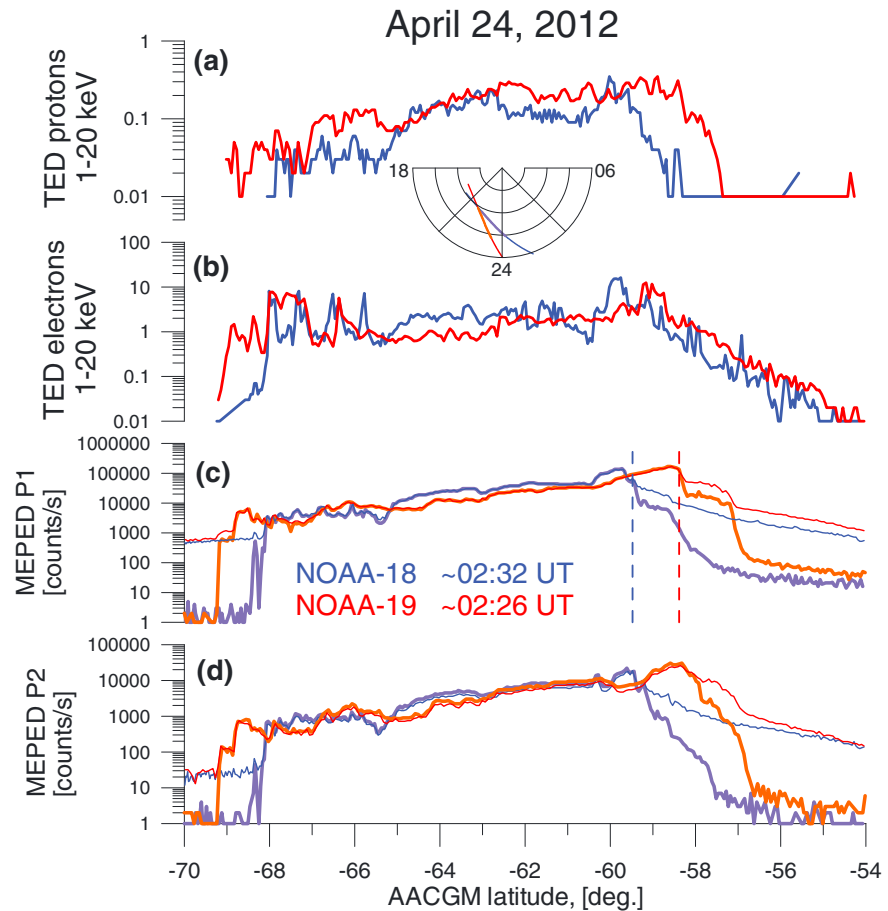 April 24, 2012
(a)
TED protons
1-20 keV
1
0.1
0.01
18
06
24
(b)
TED electrons
1-20 keV
100
10
1
0.1
0.01
(c)
MEPED P1
[counts/s]
1000000
100000
10000
1000
100
10
1
NOAA-18 ~02:32 UT
NOAA-19 ~02:26 UT
(d)
MEPED P2
[counts/s]
100000
10000
1000
100
10
1
-70 -68 -66 -64 -62 -60 -58 -56 -54
AACGM latitude, [deg.]